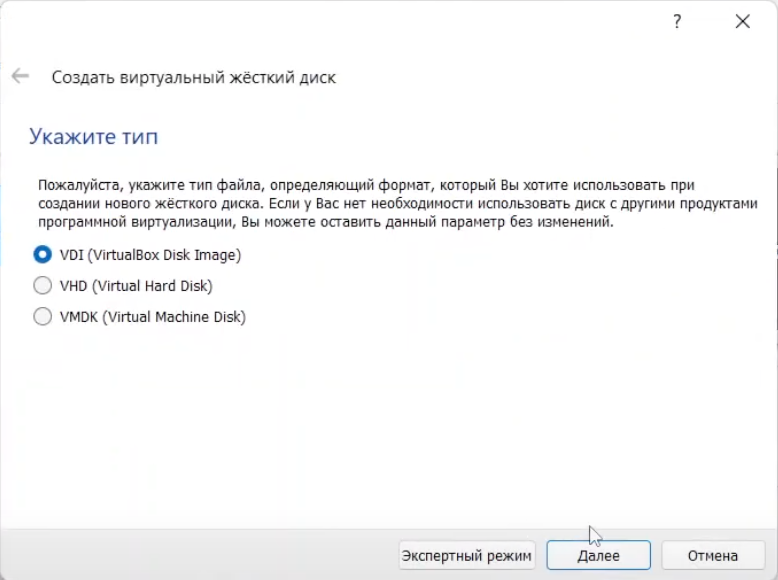 ?
Создать виртуальный жёсткий диск
Укажите тип
Пожалуйста, укажите тип файла, определяющий формат, который Вы хотите использовать при
создании нового жёсткого диска. Если у Вас нет необходимости использовать диск с другими продуктами
программной виртуализации, Вы можете оставить данный параметр без изменений.
VDI (VirtualBox Disk Image)
VHD (Virtual Hard Disk)
VMDK (Virtual Machine Disk)
Экспертный режим Далее Отмена